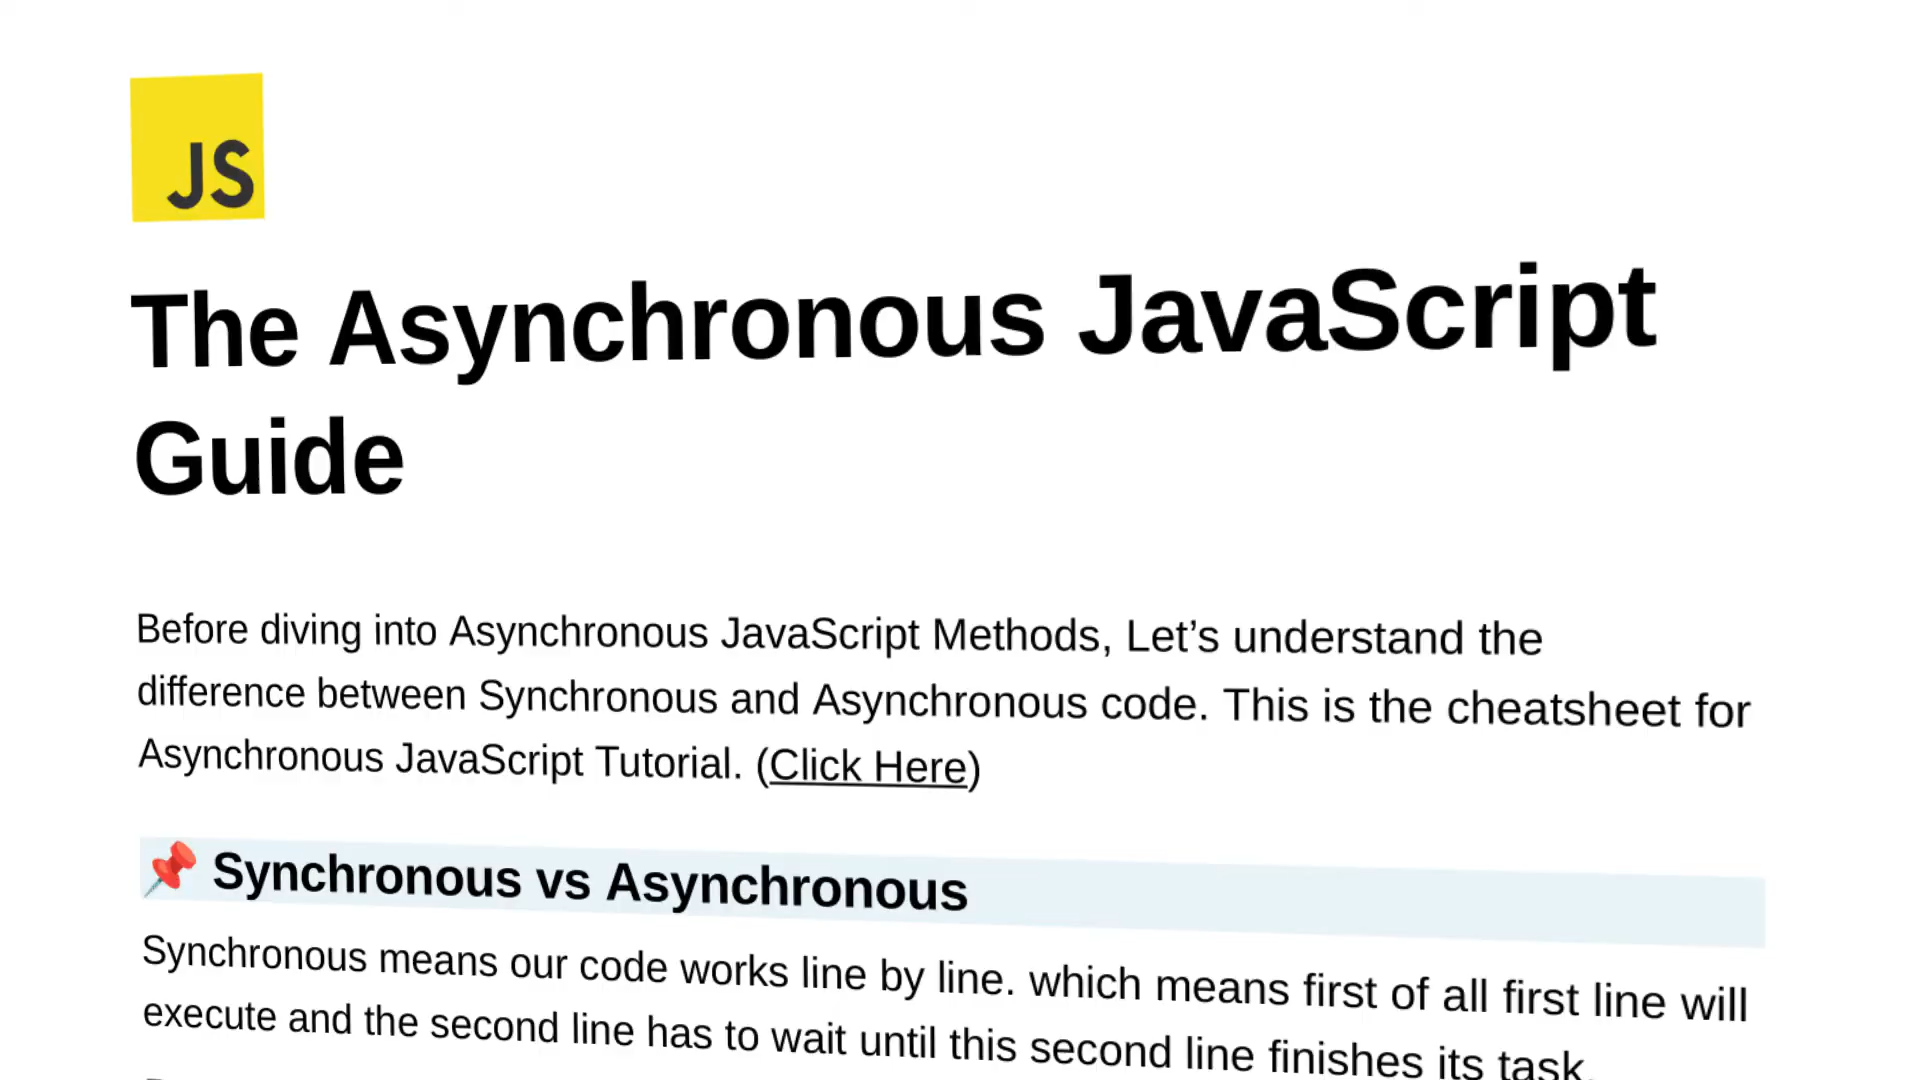 JS
The Asynchronous JavaScript
Guide
Before diving into Asynchronous JavaScript Methods, Let’s understand the
difference between Synchronous and Asynchronous code. This is the cheatsheet for
Asynchronous JavaScript Tutorial. (Click Here)
📌 Synchronous vs Asynchronous
Synchronous means our code works line by line. which means first of all first line will
execute and the second line has to wait until this second line finishes its task.